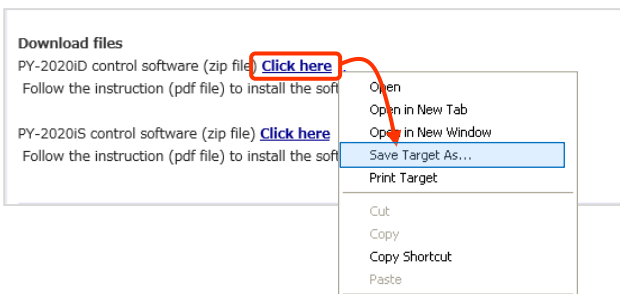 Download files
PY-2020iD control software (zip file) Click here
Follow the instruction (pdf file) to install the soft
PY-2020iS control software (zip file) Click here
Follow the instruction (pdf file) to install the soft
Open
Open in New Tab
Open in New Window
Save Target As...
Print Target
Cut
Copy
Copy Shortcut
Paste